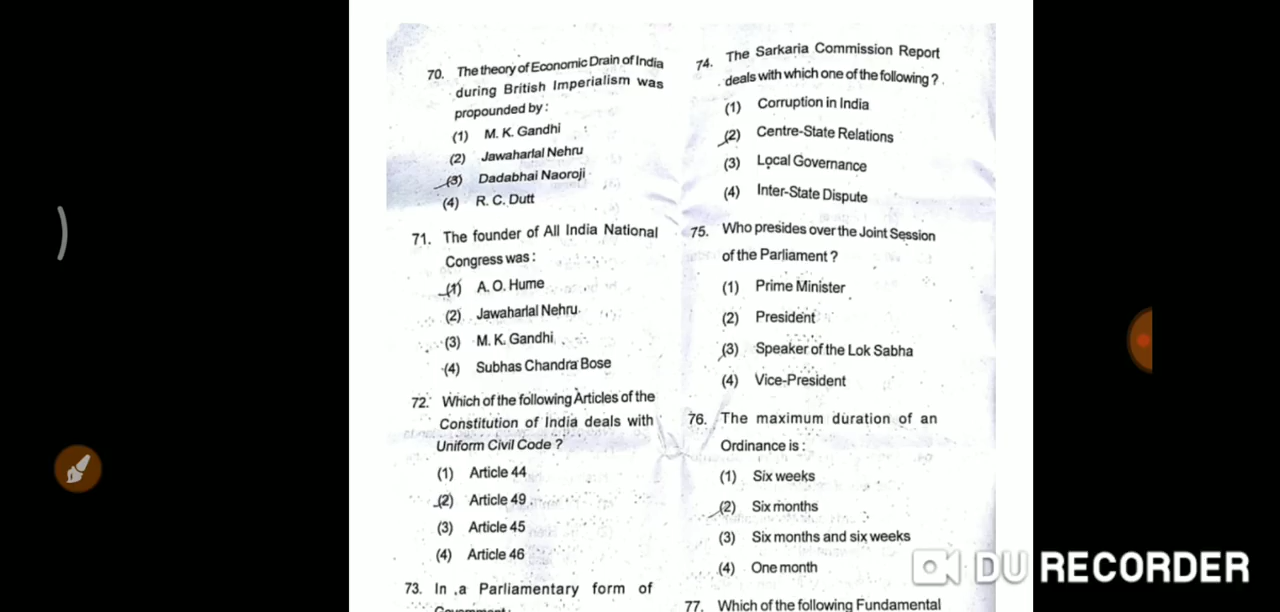 70. The theory of Economic Drain of India
during British Imperialism was
propounded by :
(1) M. K. Gandhi
(2) Jawaharlal Nehru
(3) Dadabhai Naoroji
(4) R. C. Dutt
71. The founder of All India National
Congress was :
(1) A. O. Hume
(2) Jawaharlal Nehru
(3) M. K. Gandhi
(4) Subhas Chandra Bose
72. Which of the following Articles of the
Constitution of India deals with
Uniform Civil Code ?
(1) Article 44
(2) Article 49
(3) Article 45
(4) Article 46
73. In a Parliamentary form of
74. The Sarkaria Commission Report
deals with which one of the following ?
(1) Corruption in India
(2) Centre-State Relations
(3) Local Governance
(4) Inter-State Dispute
75. Who presides over the Joint Session
of the Parliament ?
(1) Prime Minister
(2) President
(3) Speaker of the Lok Sabha
(4) Vice-President
76. The maximum duration of an
Ordinance is :
(1) Six weeks
(2) Six months
(3) Six months and six weeks
(4) One month
77. Which of the following Fundamental
DU RECORDER